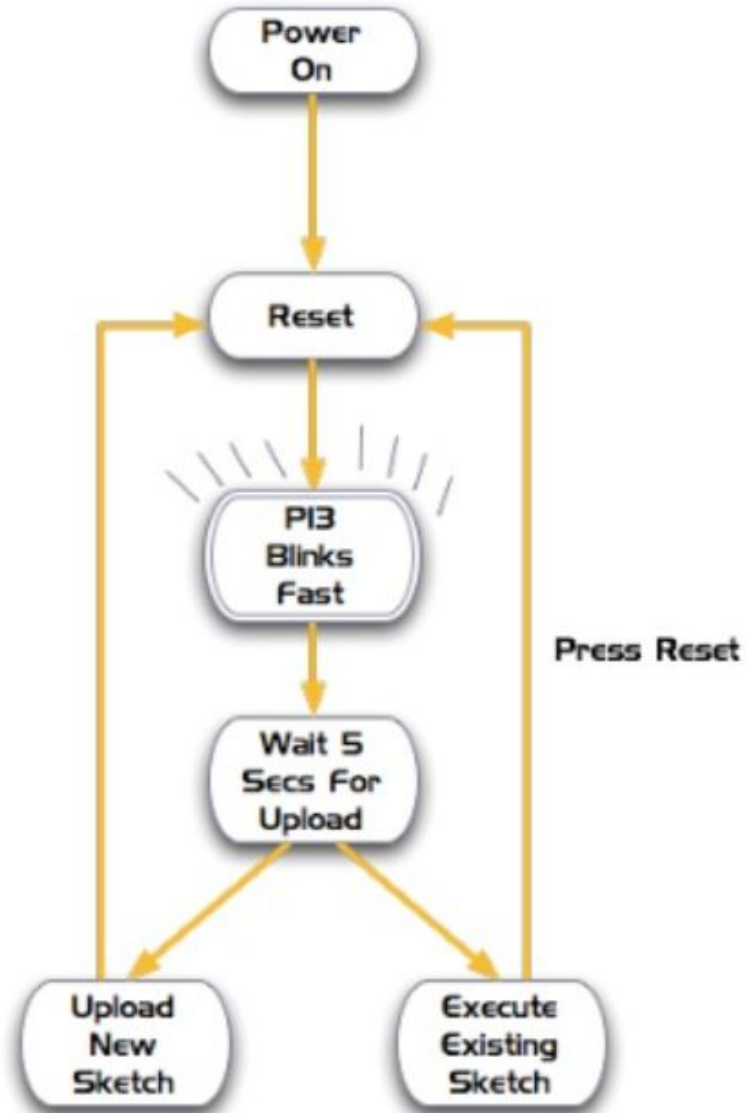 Power
On
Reset
P13
Blinks
Fast
Press Reset
Wait 5
Secs For
Upload
Upload
New
Sketch
Execute
Existing
Sketch